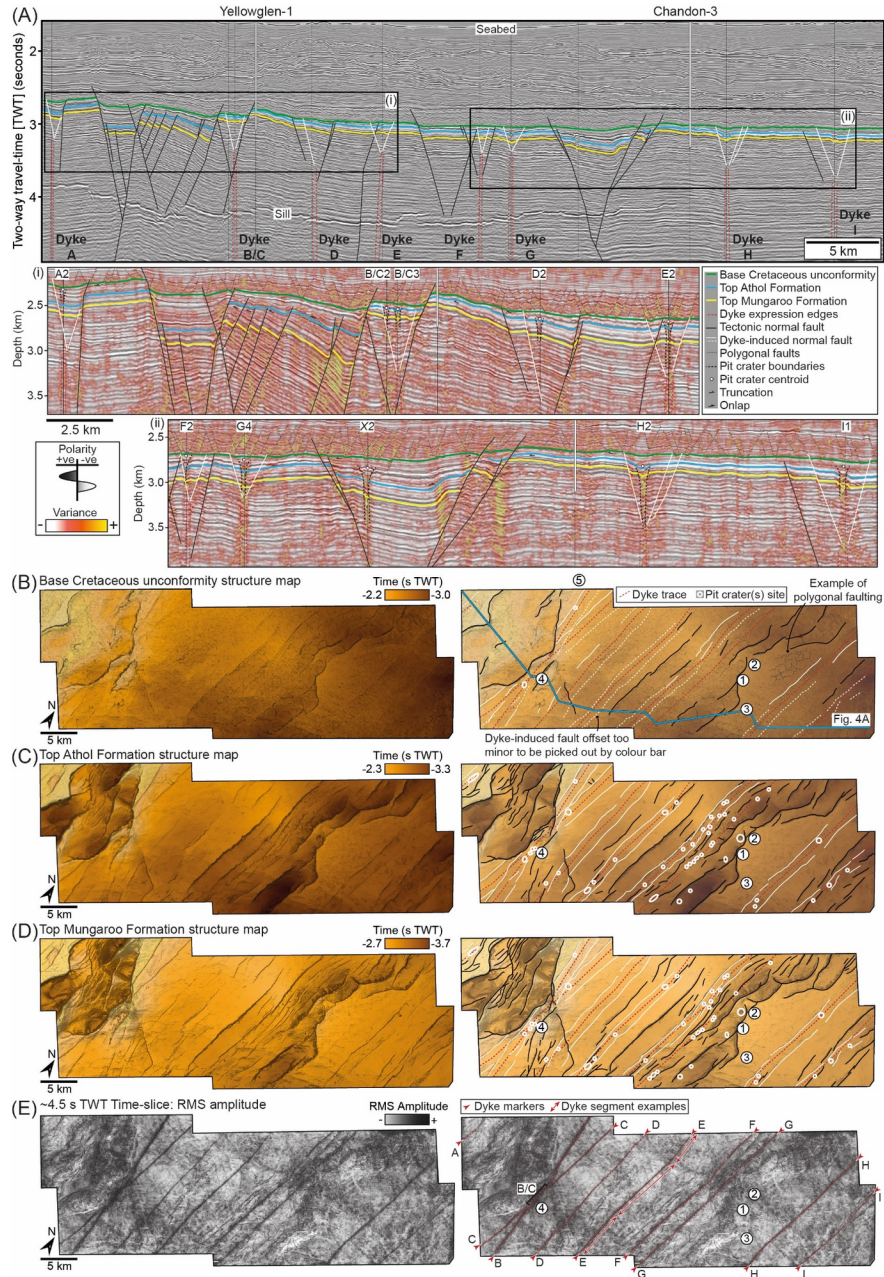 (A)
Yellowglen-1
Chandon-3
Seabed
Two-way travel-time [TWT] (seconds)
2
3
4
(i)
(ii)
Sill
Dyke A
Dyke B/C
Dyke D
Dyke E
Dyke F
Dyke G
Dyke H
Dyke I
5 km
(i)
A2
B/C2
B/C3
D2
E2
Depth (km)
2.5
3.0
3.5
2.5 km
Base Cretaceous unconformity
Top Athol Formation
Top Mungaroo Formation
Dyke expression edges
Tectonic normal fault
Dyke-induced normal fault
Polygonal faults
Pit crater boundaries
Pit crater centroid
Truncation
Onlap
(ii)
F2
G4
X2
H2
I1
Depth (km)
2.5
3.0
3.5
Polarity
+ve -ve
Variance
- +
(B) Base Cretaceous unconformity structure map
Time (s TWT)
-2.2 -3.0
N
5 km
5
Dyke trace
Pit crater(s) site
Example of
polygonal faulting
4
2
1
3
Fig. 4A
Dyke-induced fault offset too
minor to be picked out by colour bar
(C) Top Athol Formation structure map
Time (s TWT)
-2.3 -3.3
N
5 km
4
2
1
3
(D) Top Mungaroo Formation structure map
Time (s TWT)
-2.7 -3.7
N
5 km
4
2
1
3
(E) ~4.5 s TWT Time-slice: RMS amplitude
RMS Amplitude
- +
N
5 km
Dyke markers
Dyke segment examples
A
C
D
E
F
G
H
I
B/C
4
2
1
3
C
B
D
E
F
G
H
I